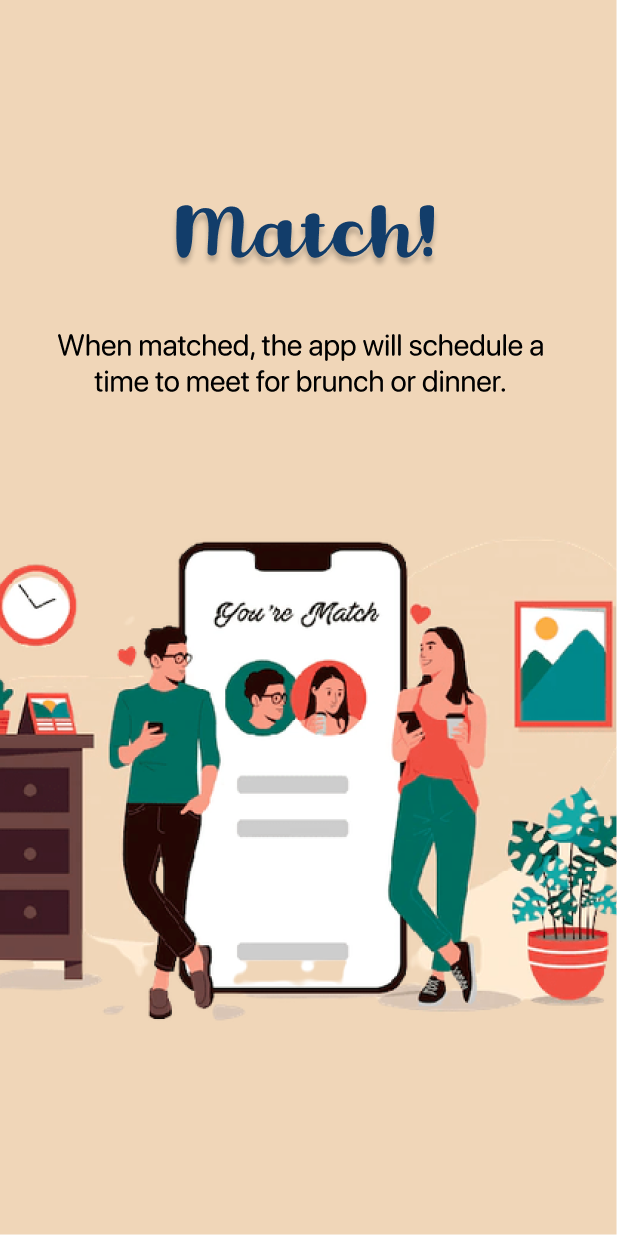 Match!
When matched, the app will schedule a
time to meet for brunch or dinner.
You're Match